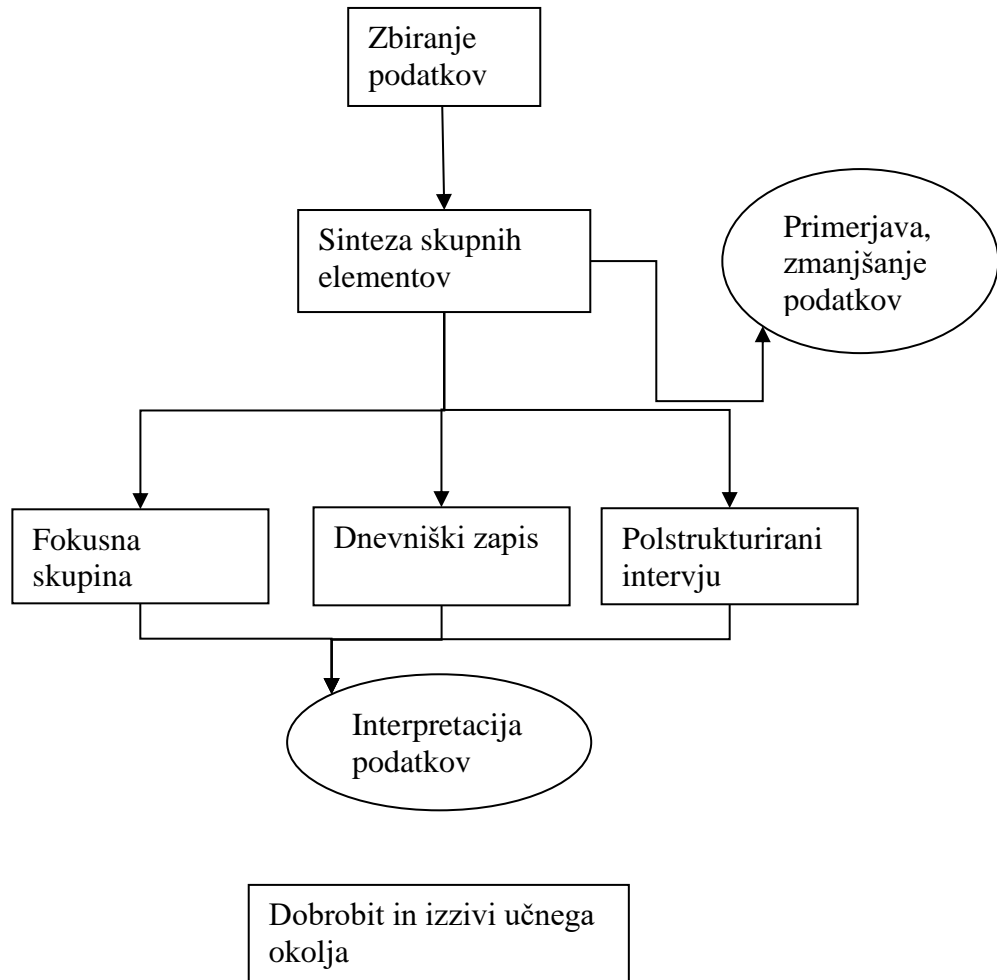 Zbiranje
podatkov
Sinteza skupnih
elementov
Primerjava,
zmanjšanje
podatkov
Fokusna
skupina
Dnevniški zapis
Polstrukturirani
intervju
Interpretacija
podatkov
Dobrobit in izzivi učnega
okolja